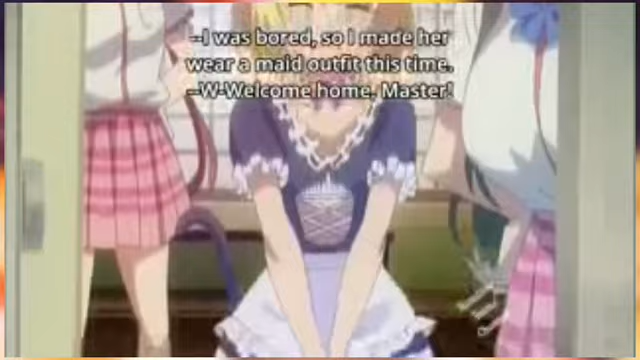 --I was bored, so I made her
wear a maid outfit this time.
--W-Welcome home, Master!